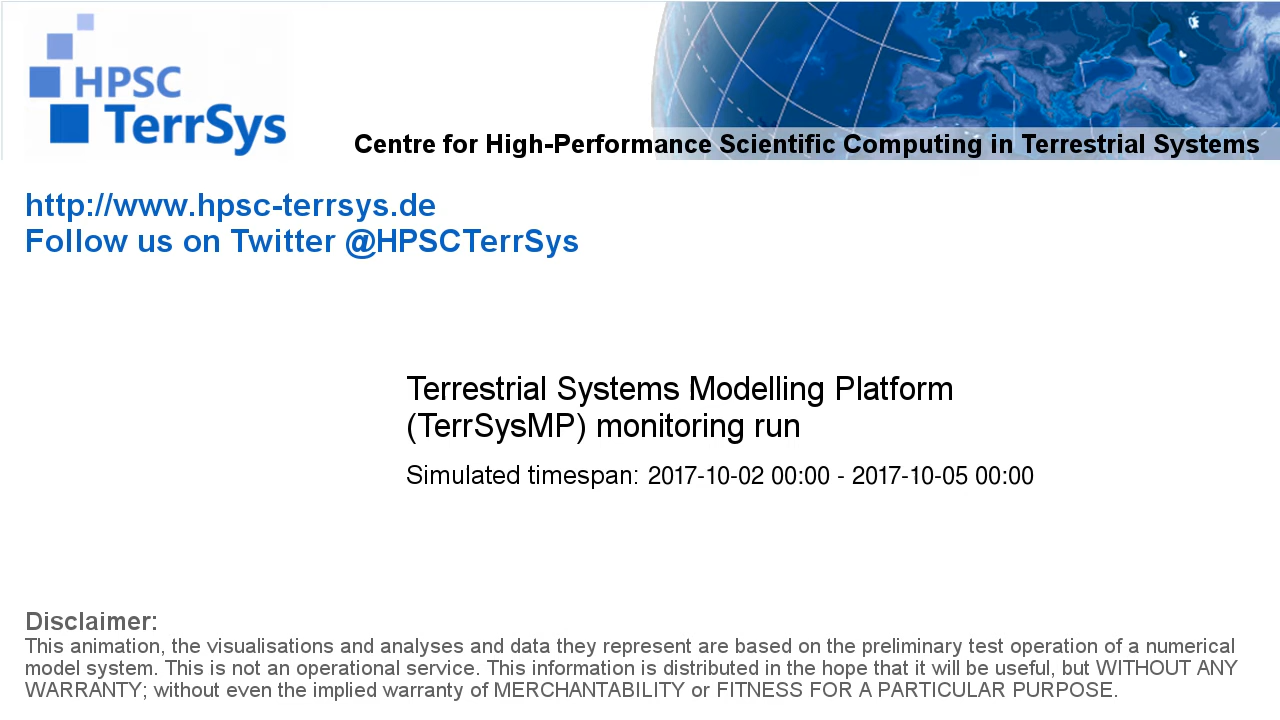 HPSC
TerrSys
Centre for High-Performance Scientific Computing in Terrestrial Systems
http://www.hpsc-terrsys.de
Follow us on Twitter @HPSCTerrSys
Terrestrial Systems Modelling Platform
(TerrSysMP) monitoring run
Simulated timespan: 2017-10-02 00:00 - 2017-10-05 00:00
Disclaimer:
This animation, the visualisations and analyses and data they represent are based on the preliminary test operation of a numerical
model system. This is not an operational service. This information is distributed in the hope that it will be useful, but WITHOUT ANY
WARRANTY; without even the implied warranty of MERCHANTABILITY or FITNESS FOR A PARTICULAR PURPOSE.